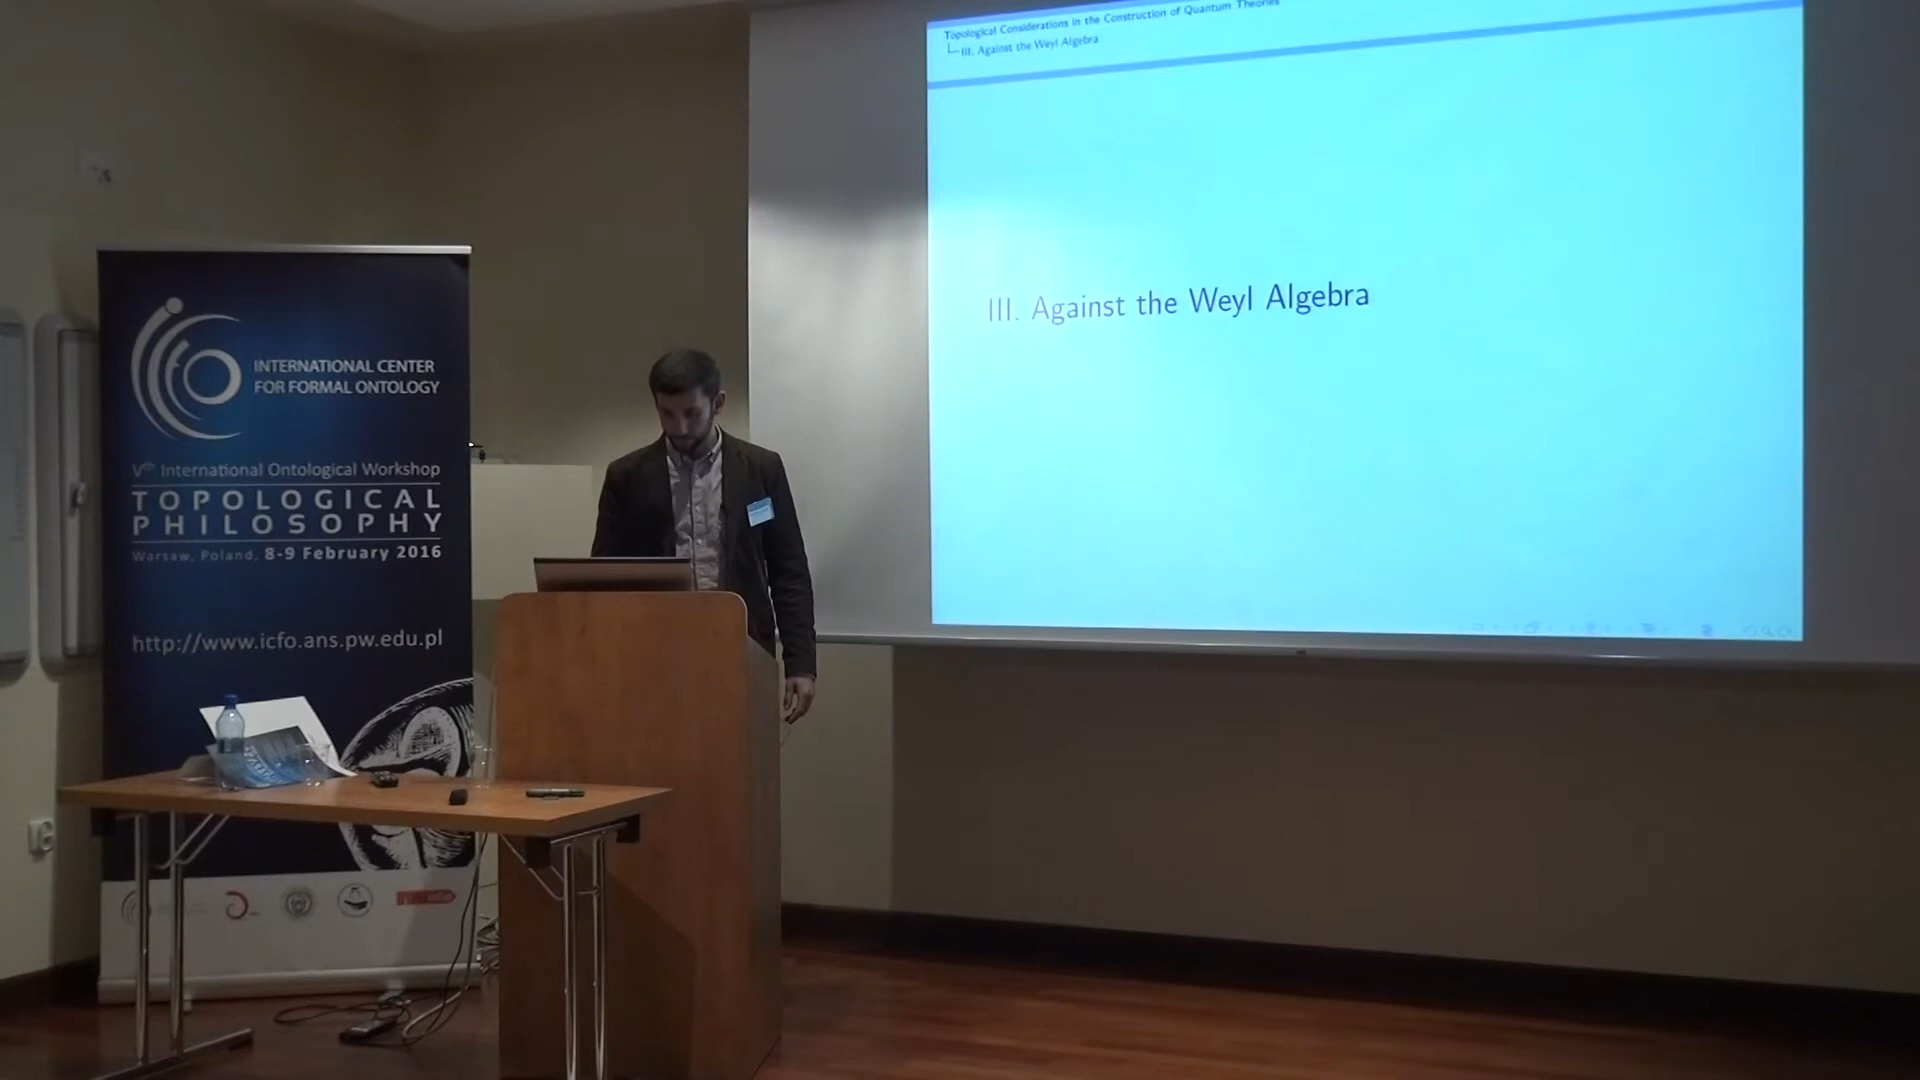 Topological Considerations in the Construction of Quantum Theories
III. Against the Weyl Algebra
III. Against the Weyl Algebra
INTERNATIONAL CENTER
FOR FORMAL ONTOLOGY
Vth International Ontological Workshop
TOPOLOGICAL
PHILOSOPHY
Warsaw, Poland, 8-9 February 2016
http://www.icfo.ans.pw.edu.pl